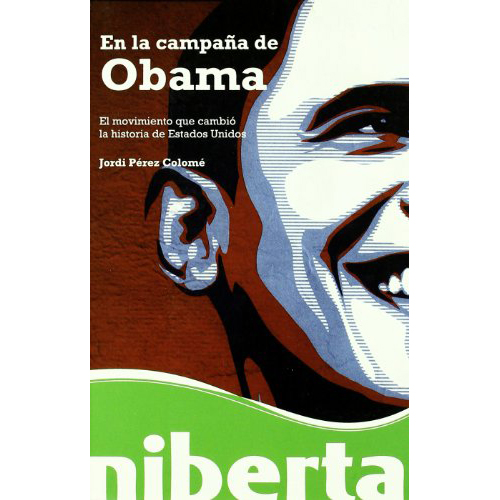 En la campaña de
Obama
El movimiento que cambió
la historia de Estados Unidos
Jordi Pérez Colomé
niberta